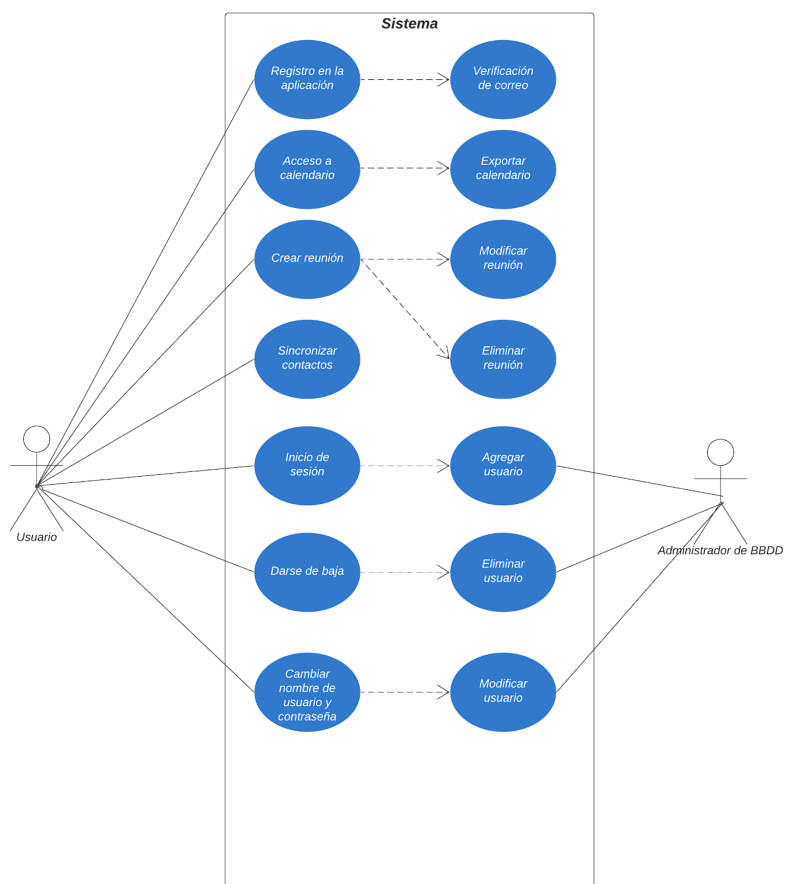 Sistema
Registro en la
aplicación
Verificación
de correo
Acceso a
calendario
Exportar
calendario
Crear reunión
Modificar
reunión
Sincronizar
contactos
Eliminar
reunión
Inicio de
sesión
Agregar
usuario
Usuario
Administrador de BBDD
Darse de baja
Eliminar
usuario
Cambiar
nombre de
usuario y
contraseña
Modificar
usuario